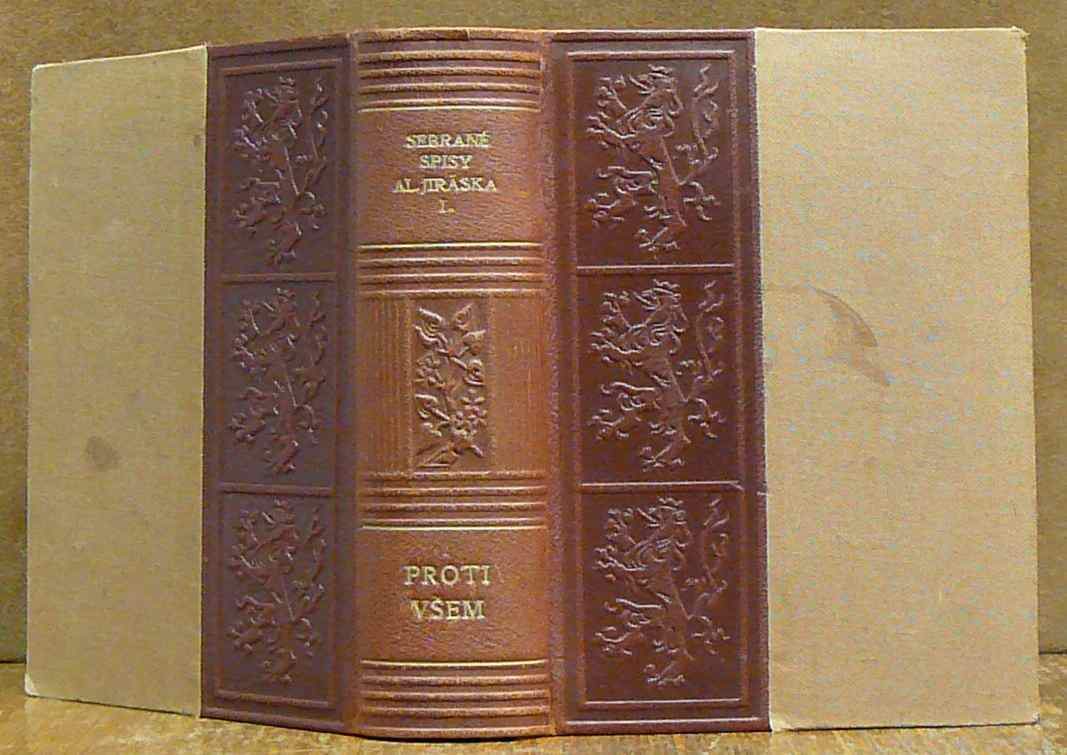 SEBRANÉ
SPISY
AL. JIRÁSKA
I.
PROTI
VŠEM